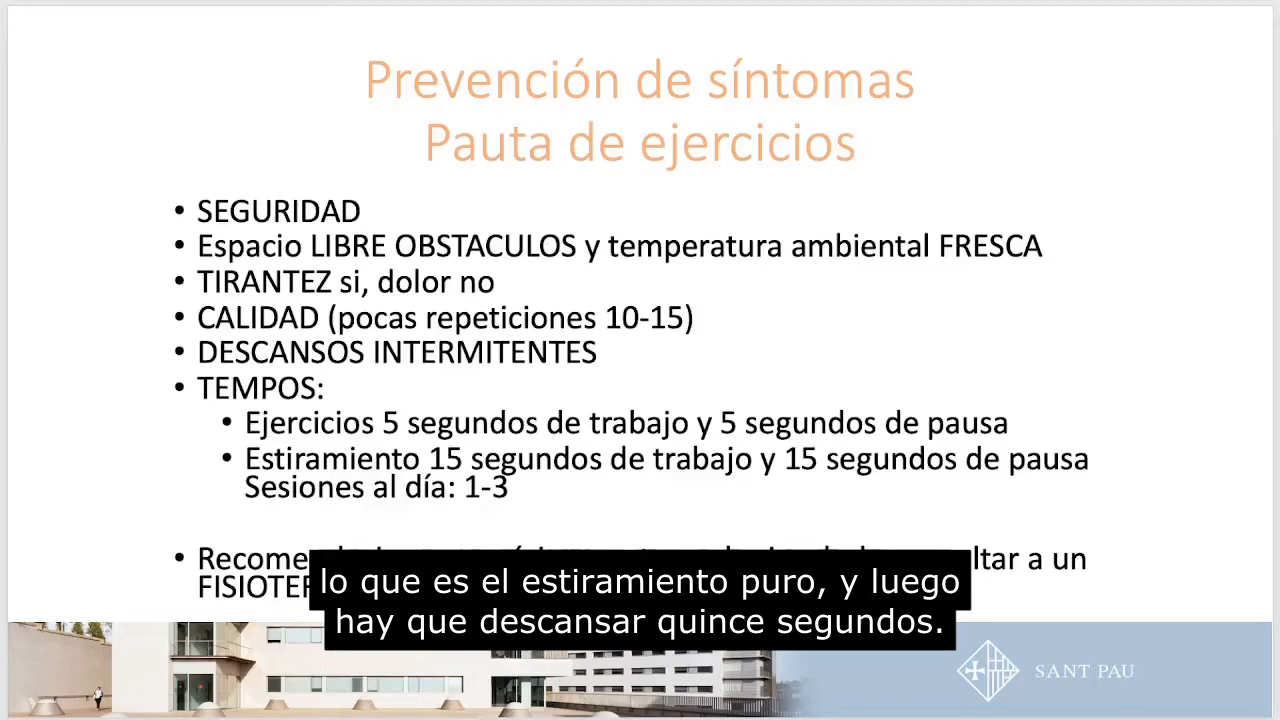 Prevención de síntomas
Pauta de ejercicios
• SEGURIDAD
• Espacio LIBRE OBSTACULOS y temperatura ambiental FRESCA
• TIRANTEZ si, dolor no
• CALIDAD (pocas repeticiones 10-15)
• DESCANSOS INTERMITENTES
• TEMPOS:
• Ejercicios 5 segundos de trabajo y 5 segundos de pausa
• Estiramiento 15 segundos de trabajo y 15 segundos de pausa
Sesiones al día: 1-3
• a un
lo que es el estiramiento puro, y luego
hay que descansar quince segundos.
SANT PAU